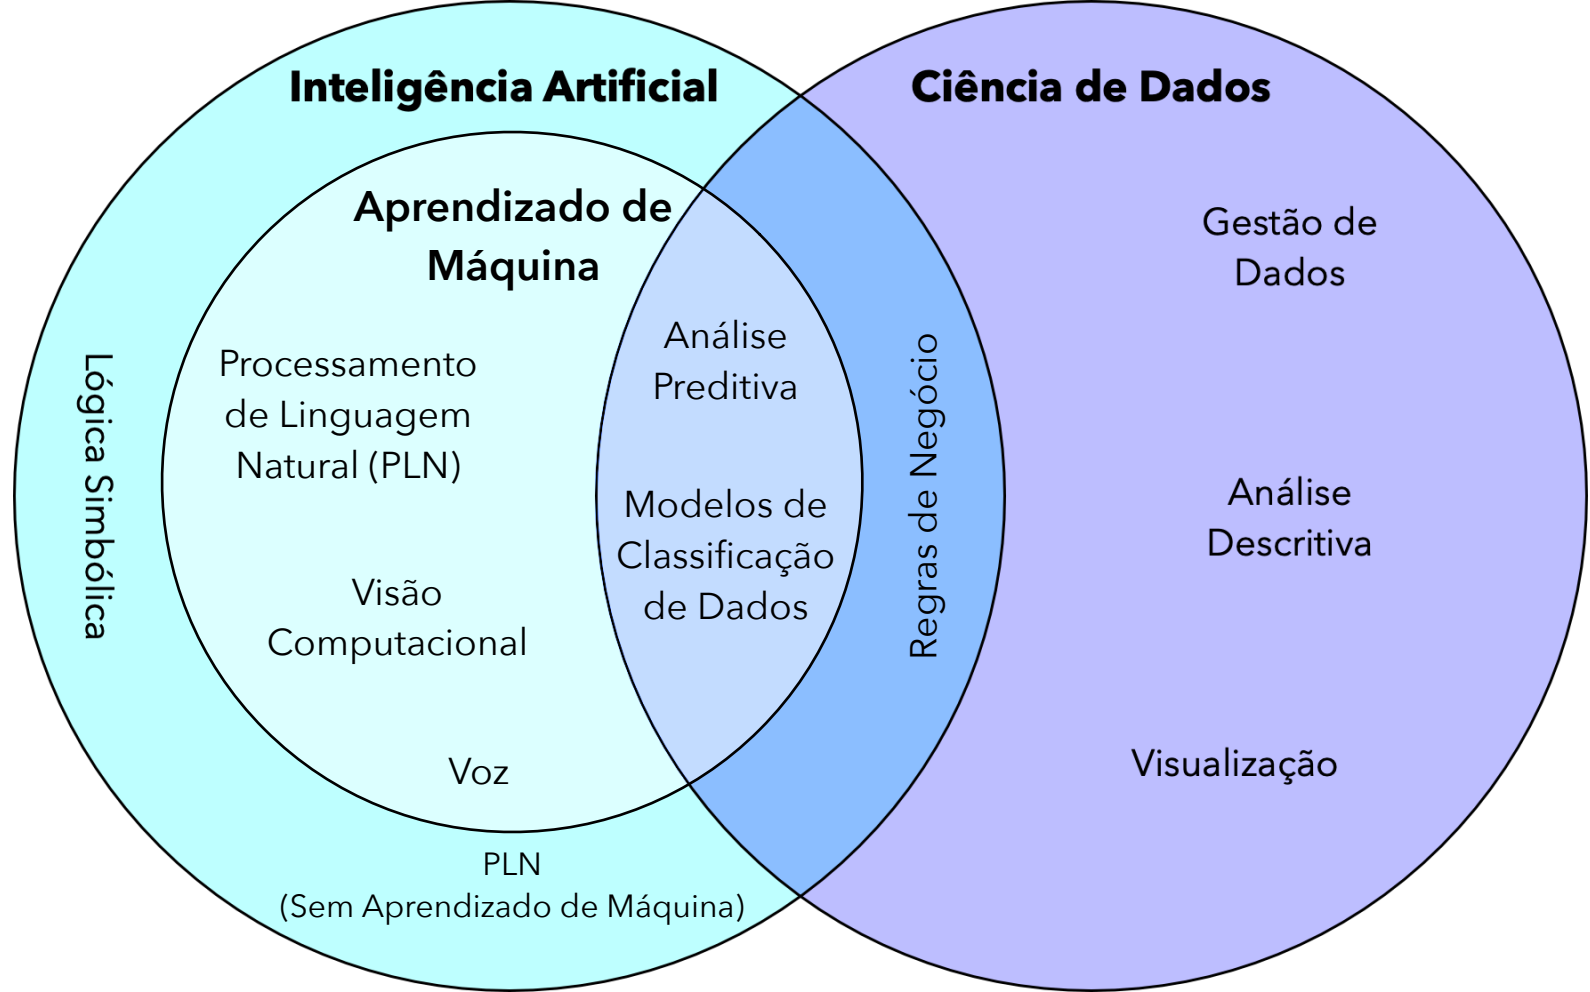 Inteligência Artificial
Ciência de Dados
Aprendizado de
Máquina
Lógica Simbólica
Processamento
de Linguagem
Natural (PLN)
Visão
Computacional
Voz
PLN
(Sem Aprendizado de Máquina)
Análise
Preditiva
Modelos de
Classificação
de Dados
Regras de Negócio
Gestão de
Dados
Análise
Descritiva
Visualização